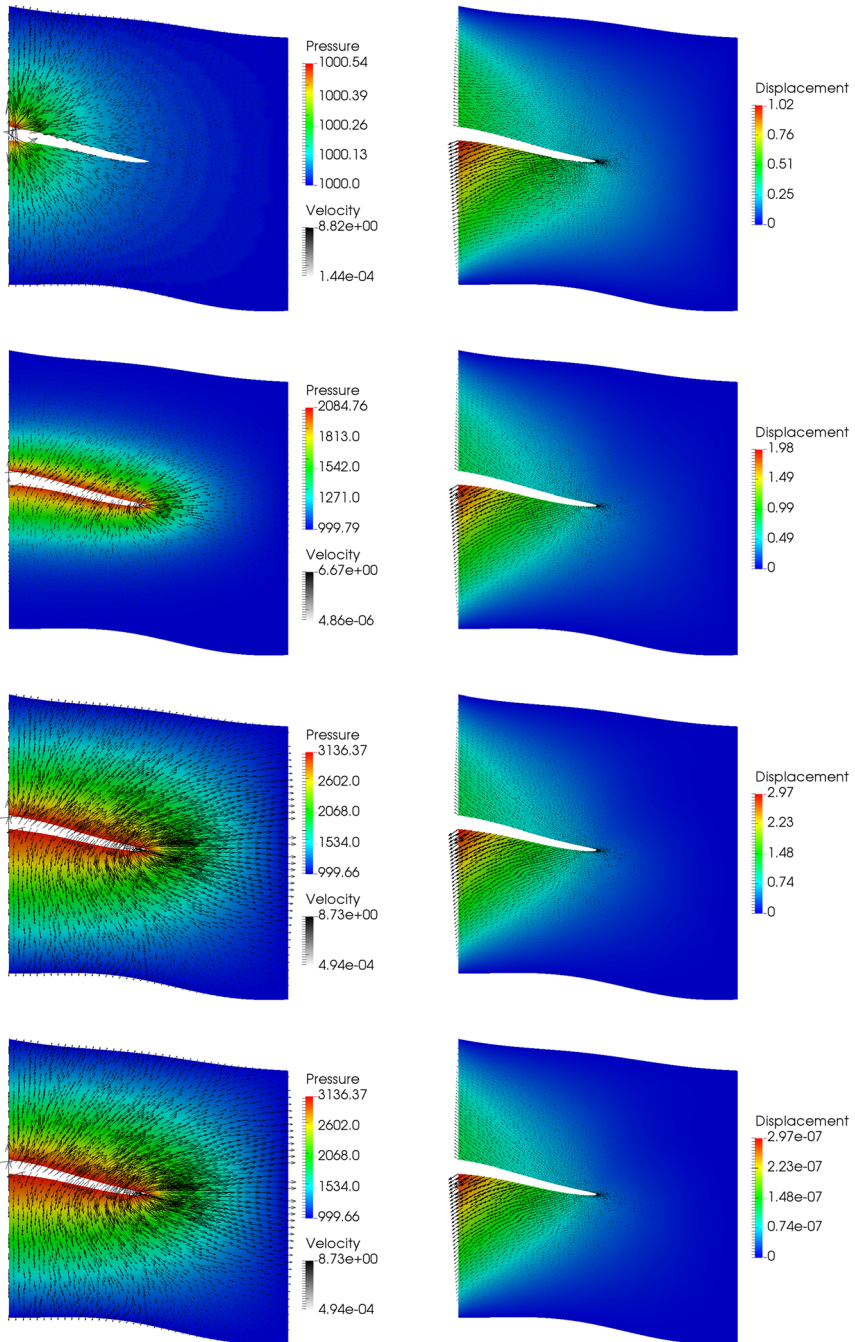 Pressure
1000.54
1000.39
1000.26
1000.13
1000.0
Velocity
8.82e+00
1.44e-04
Displacement
1.02
0.76
0.51
0.25
0
Pressure
2084.76
1813.0
1542.0
1271.0
999.79
Velocity
6.67e+00
4.86e-06
Displacement
1.98
1.49
0.99
0.49
0
Pressure
3136.37
2602.0
2068.0
1534.0
999.66
Velocity
8.73e+00
4.94e-04
Displacement
2.97
2.23
1.48
0.74
0
Pressure
3136.37
2602.0
2068.0
1534.0
999.66
Velocity
8.73e+00
4.94e-04
Displacement
2.97e-07
2.23e-07
1.48e-07
0.74e-07
0